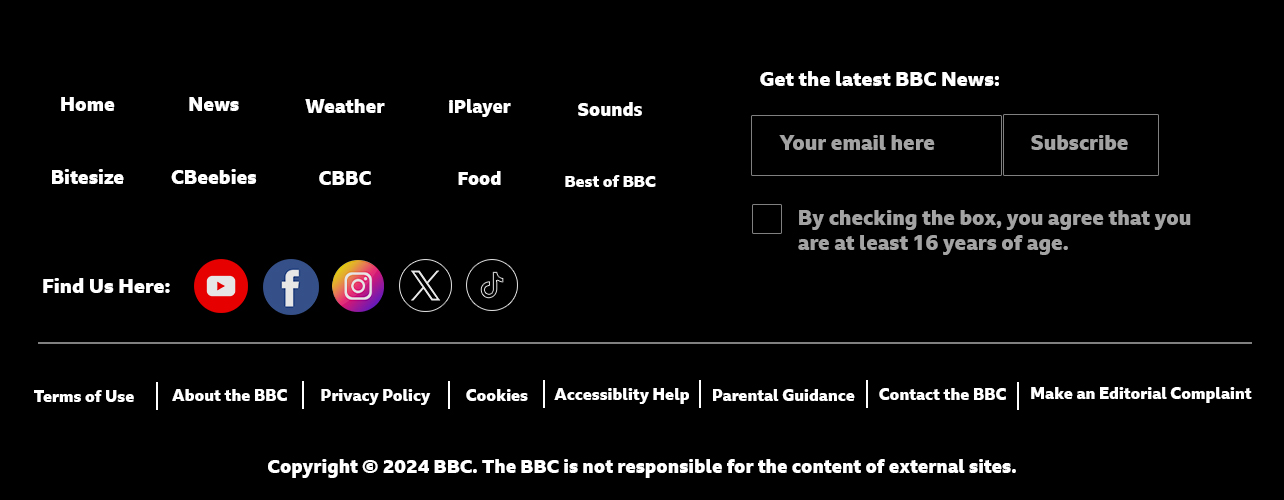 Get the latest BBC News:
Home News Weather IPlayer Sounds
Your email here Subscribe
Bitesize CBeebies CBBC Food Best of BBC
By checking the box, you agree that you
are at least 16 years of age.
Find Us Here:
Terms of Use About the BBC Privacy Policy Cookies Accessiblity Help Parental Guidance Contact the BBC Make an Editorial Complaint
Copyright © 2024 BBC. The BBC is not responsible for the content of external sites.